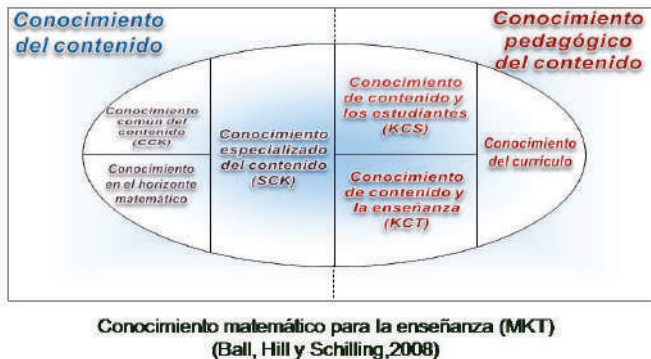 Conocimiento
del contenido
Conocimiento
pedagógico
del contenido
Conocimiento
común del
contenido
(CCK)
Conocimiento
en el horizonte
matemático
Conocimiento
especializado
del contenido
(SCK)
Conocimiento
de contenido y
los estudiantes
(KCS)
Conocimiento
de contenido y
la enseñanza
(KCT)
Conocimiento
del currículo
Conocimiento matemático para la enseñanza (MKT)
(Ball, Hill y Schilling,2008)